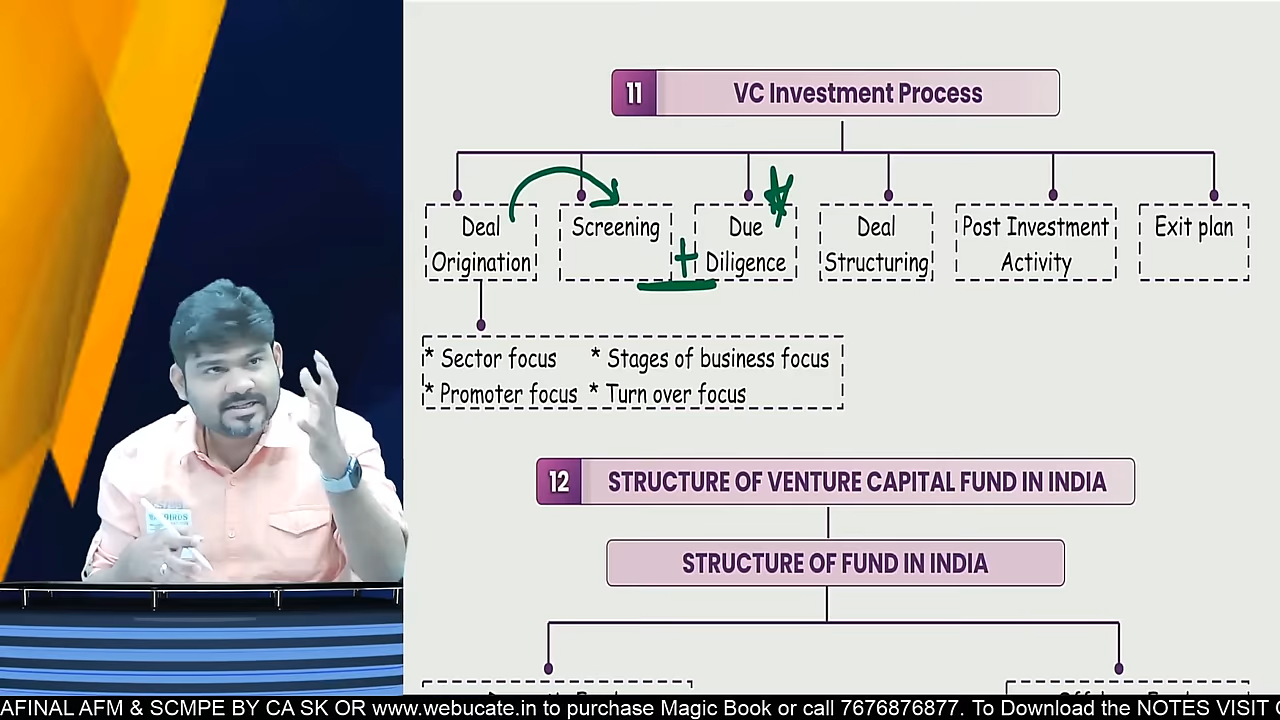 11 VC Investment Process
Deal Origination
Screening
Due Diligence
Deal Structuring
Post Investment Activity
Exit plan
* Sector focus * Stages of business focus
* Promoter focus * Turn over focus
12 STRUCTURE OF VENTURE CAPITAL FUND IN INDIA
STRUCTURE OF FUND IN INDIA
AFINAL AFM & SCMPE BY CA SK OR www.webucate.in to purchase Magic Book or call 7676876877. To Download the NOTES VISIT